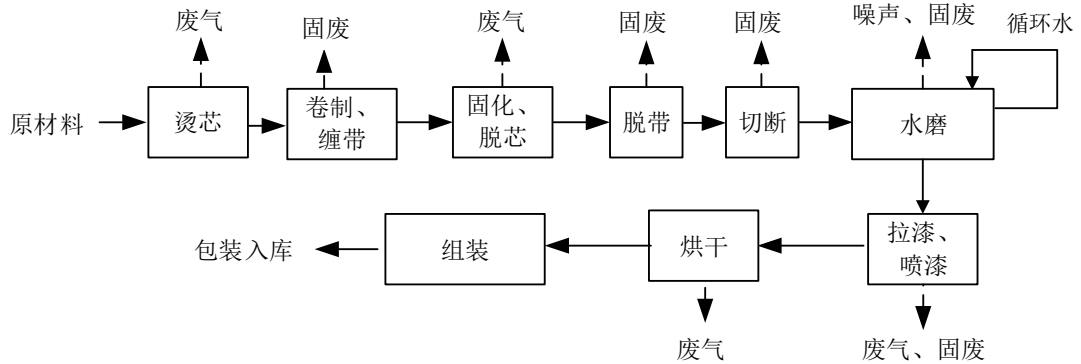 废气
固废
废气
固废
固废
噪声、固废
循环水
原材料
烫芯
卷制、
缠带
固化、
脱芯
脱带
切断
水磨
包装入库
组装
烘干
拉漆、
喷漆
废气
废气、固废